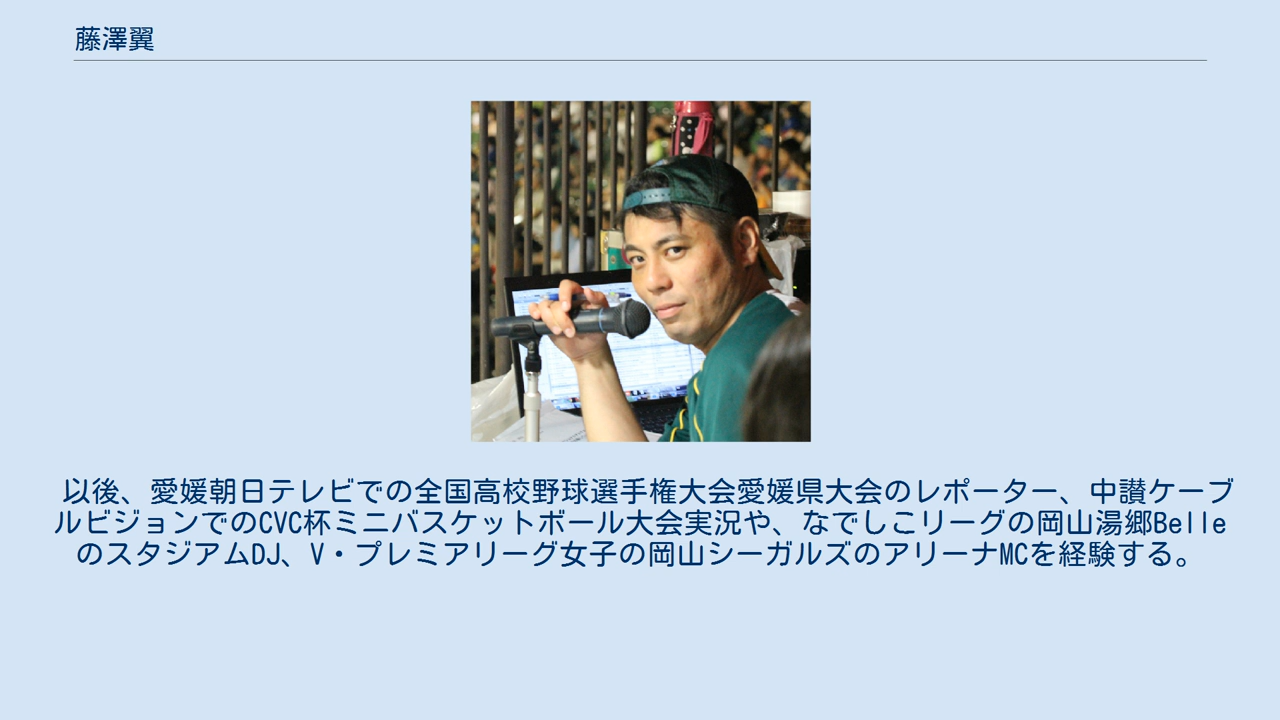 藤澤翼
以後、愛媛朝日テレビでの全国高校野球選手権大会愛媛県大会のレポーター、中讃ケーブ
ルビジョンでのCVC杯ミニバスケットボール大会実況や、なでしこリーグの岡山湯郷Belle
のスタジアムDJ、V・プレミアリーグ女子の岡山シーガルズのアリーナMCを経験する。